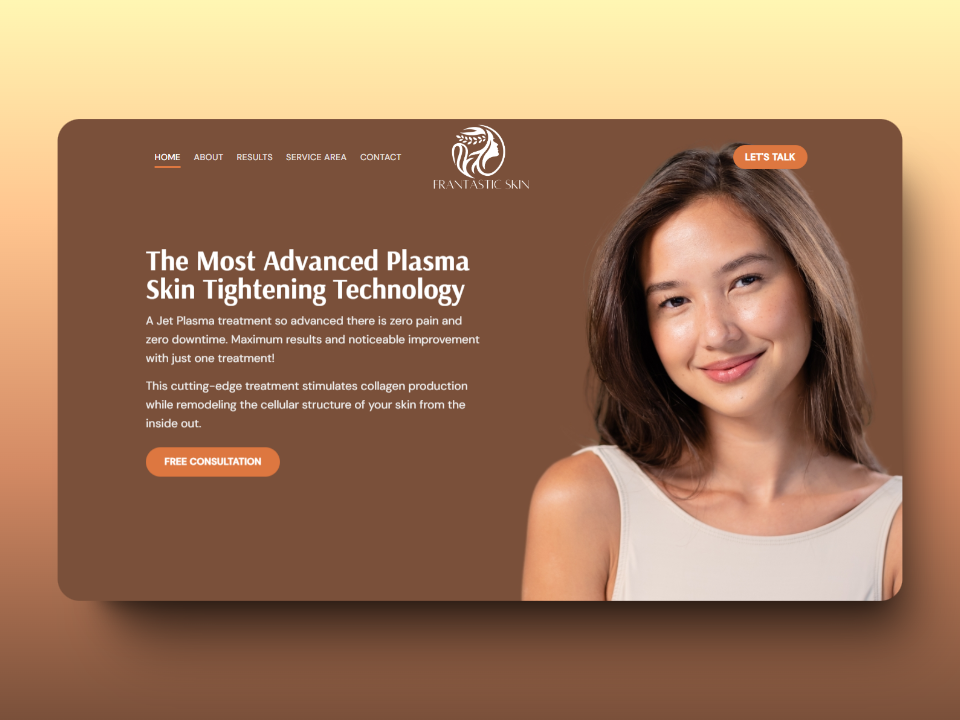 HOME ABOUT RESULTS SERVICE AREA CONTACT
FRANTASTIC SKIN
LET'S TALK
The Most Advanced Plasma
Skin Tightening Technology
A Jet Plasma treatment so advanced there is zero pain and
zero downtime. Maximum results and noticeable improvement
with just one treatment!
This cutting-edge treatment stimulates collagen production
while remodeling the cellular structure of your skin from the
inside out.
FREE CONSULTATION